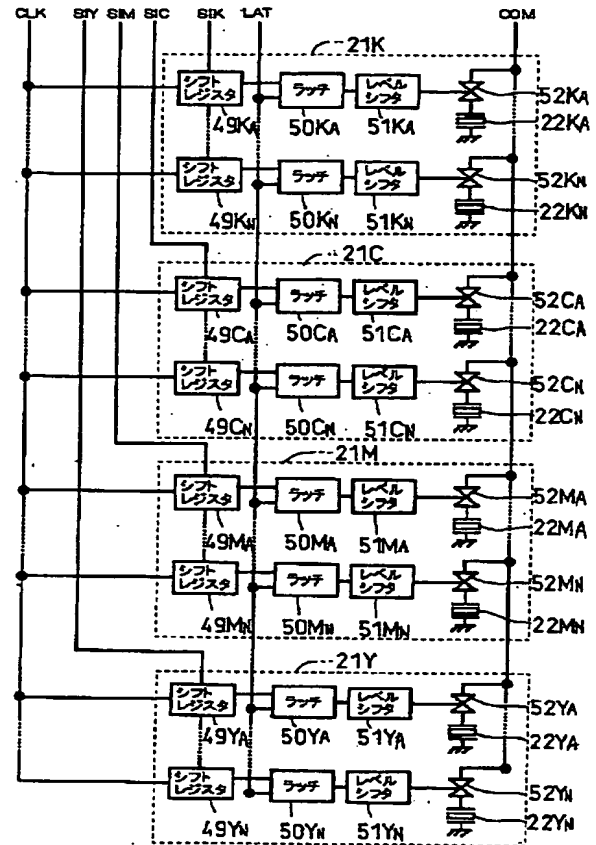 CLK SIY SIM SIC SIK LAT COM
21K
シフト
レジスタ
ラッチ
レベル
シフタ
49KA 50KA 51KA 52KA
22KA
シフト
レジスタ
ラッチ
レベル
シフタ
49KN 50KN 51KN 52KN
22KN
21C
シフト
レジスタ
ラッチ
レベル
シフタ
49CA 50CA 51CA 52CA
22CA
シフト
レジスタ
ラッチ
レベル
シフタ
49CN 50CN 51CN 52CN
22CN
21M
シフト
レジスタ
ラッチ
レベル
シフタ
49MA 50MA 51MA 52MA
22MA
シフト
レジスタ
ラッチ
レベル
シフタ
49MN 50MN 51MN 52MN
22MN
21Y
シフト
レジスタ
ラッチ
レベル
シフタ
49YA 50YA 51YA 52YA
22YA
シフト
レジスタ
ラッチ
レベル
シフタ
49YN 50YN 51YN 52YN
22YN